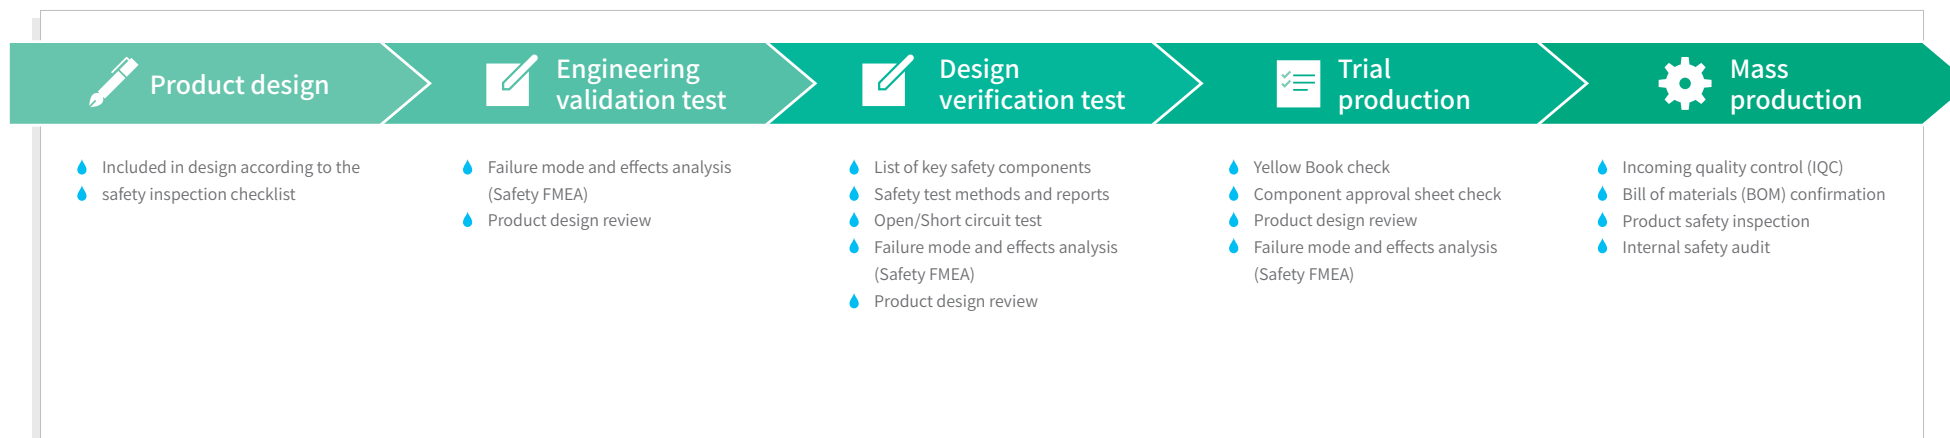 Product design
Engineering
validation test
Design
verification test
Trial
production
Mass
production
Included in design according to the
safety inspection checklist
Failure mode and effects analysis
(Safety FMEA)
Product design review
List of key safety components
Safety test methods and reports
Open/Short circuit test
Failure mode and effects analysis
(Safety FMEA)
Product design review
Yellow Book check
Component approval sheet check
Product design review
Failure mode and effects analysis
(Safety FMEA)
Incoming quality control (IQC)
Bill of materials (BOM) confirmation
Product safety inspection
Internal safety audit